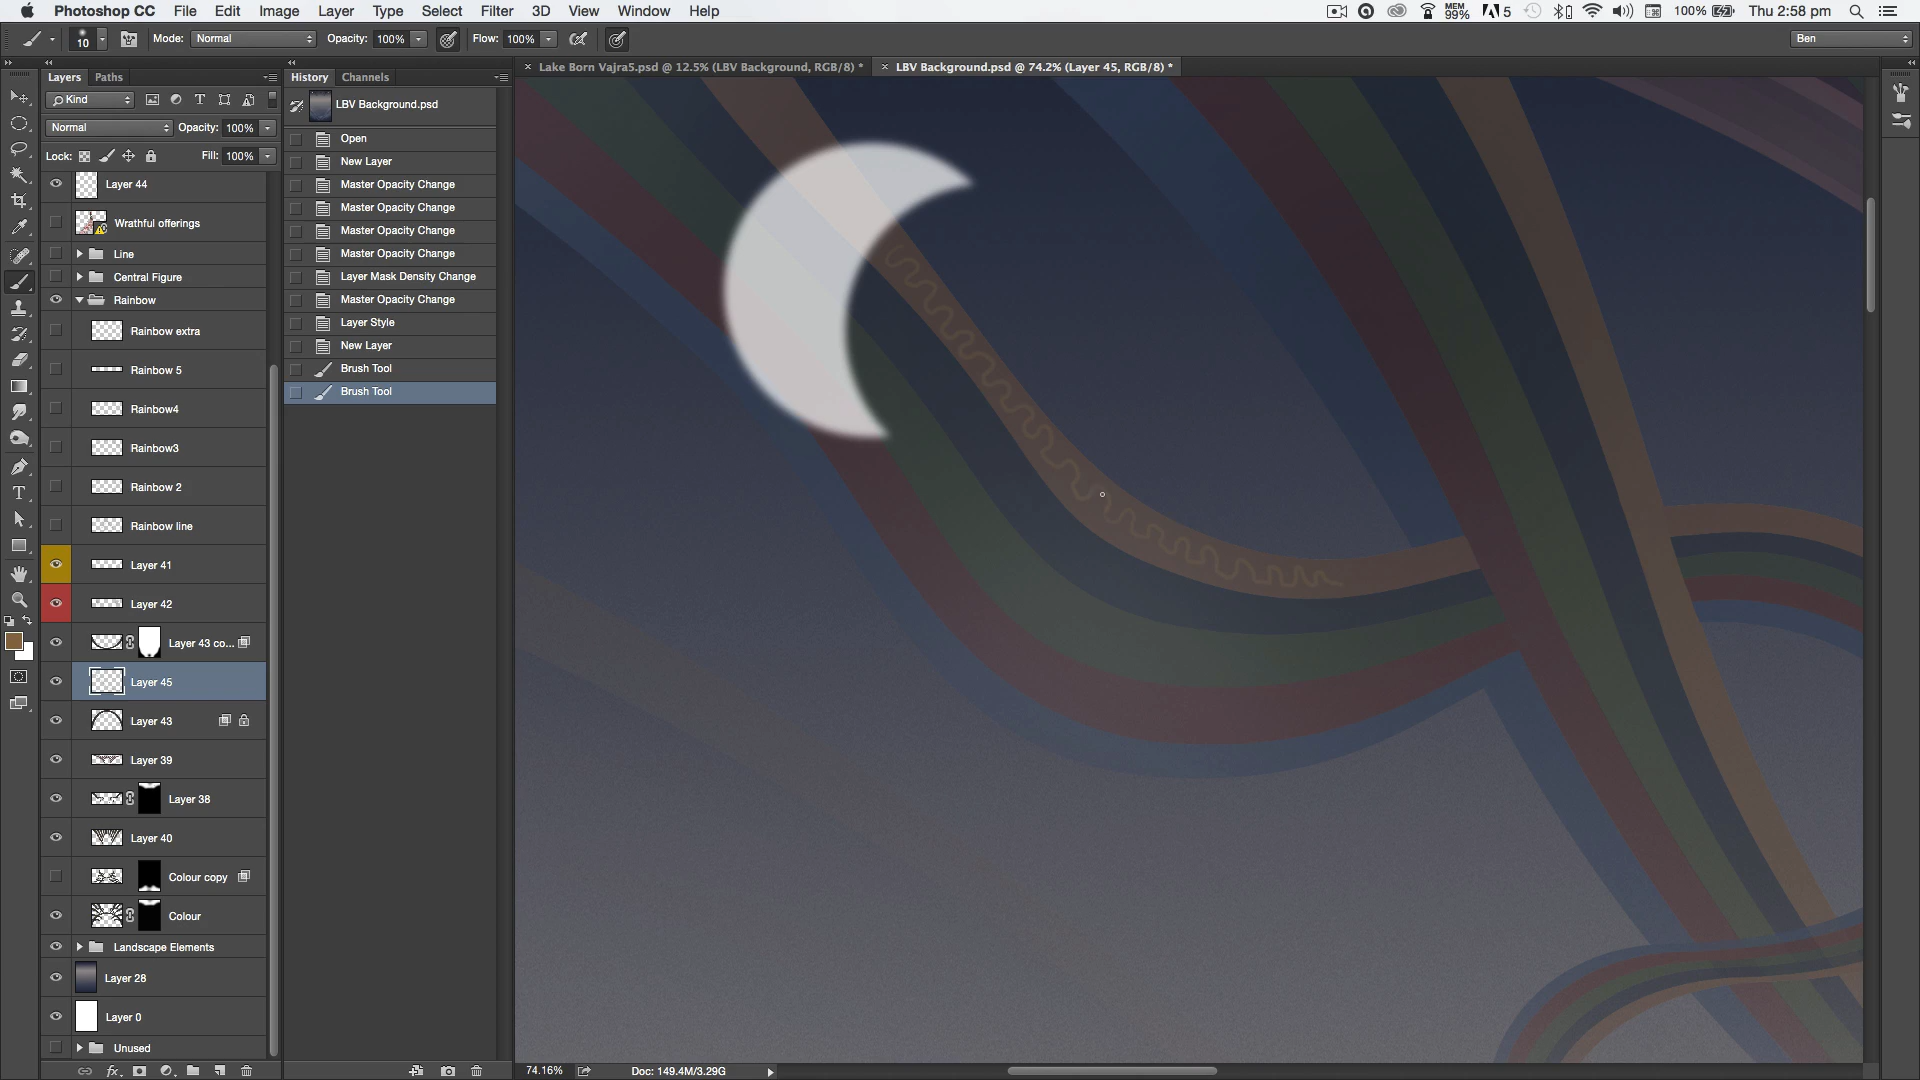 Photoshop CC File Edit Image Layer Type Select Filter 3D View Window Help MEM 99% 5 100% Thu 2:58 pm
10 Mode: Normal Opacity: 100% Flow: 100% Ben
Layers Paths History Channels × Lake Born Vajra5.psd @ 12.5% (LBV Background, RGB/8) * × LBV Background.psd @ 74.2% (Layer 45, RGB/8) *
Kind LBV Background.psd
Normal Opacity: 100% Open
Lock: Fill: 100% New Layer
Layer 44 Master Opacity Change
Master Opacity Change
Wrathful offerings Master Opacity Change
Line Master Opacity Change
Central Figure Layer Mask Density Change
Rainbow Master Opacity Change
Rainbow extra Layer Style
New Layer
Rainbow 5 Brush Tool
Brush Tool
Rainbow4
Rainbow3
Rainbow 2
Rainbow line
Layer 41
Layer 42
Layer 43 co...
Layer 45
Layer 43
Layer 39
Layer 38
Layer 40
Colour copy
Colour
Landscape Elements
Layer 28
Layer 0
Unused
fx 74.16% Doc: 149.4M/3.29G